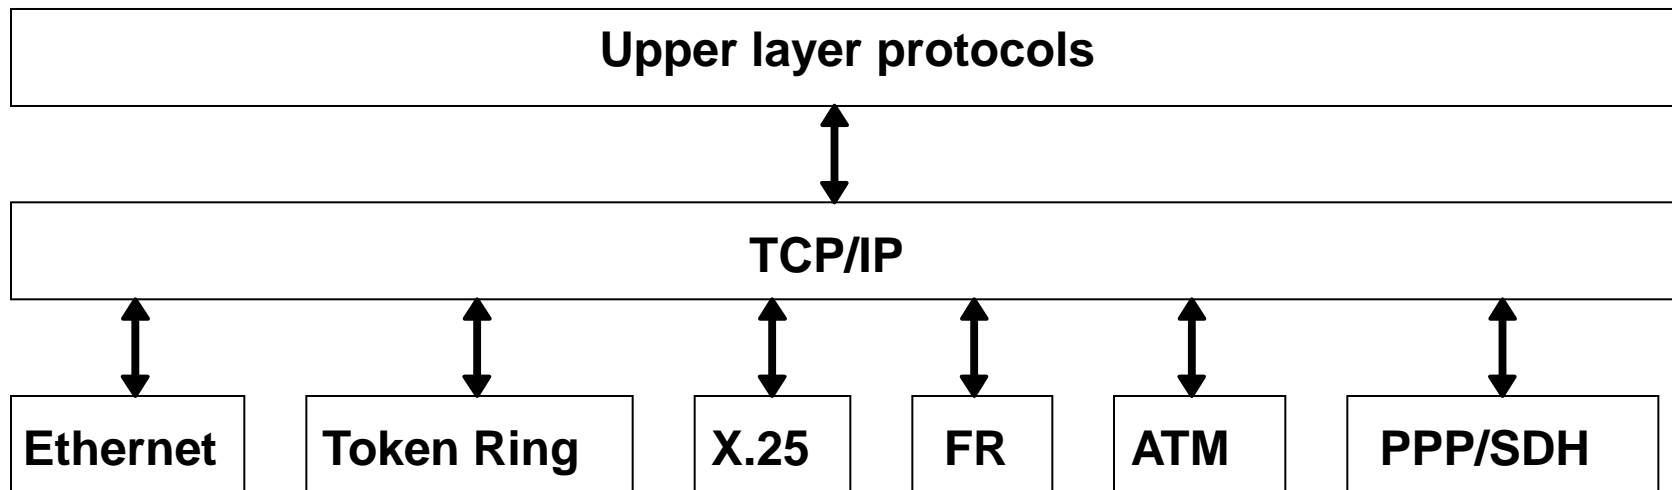 Upper layer protocols
TCP/IP
Ethernet
Token Ring
X.25
FR
ATM
PPP/SDH